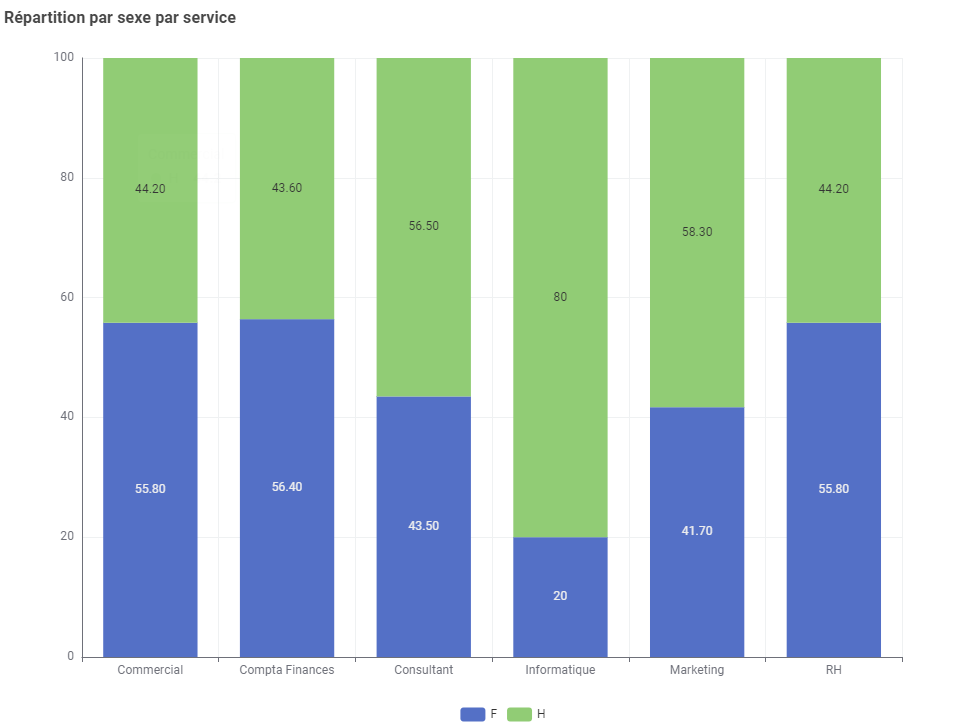 Répartition par sexe par service
100
80
60
40
20
0
44.20
43.60
56.50
80
58.30
44.20
55.80
56.40
43.50
20
41.70
55.80
Commercial
Compta Finances
Consultant
Informatique
Marketing
RH
F
H